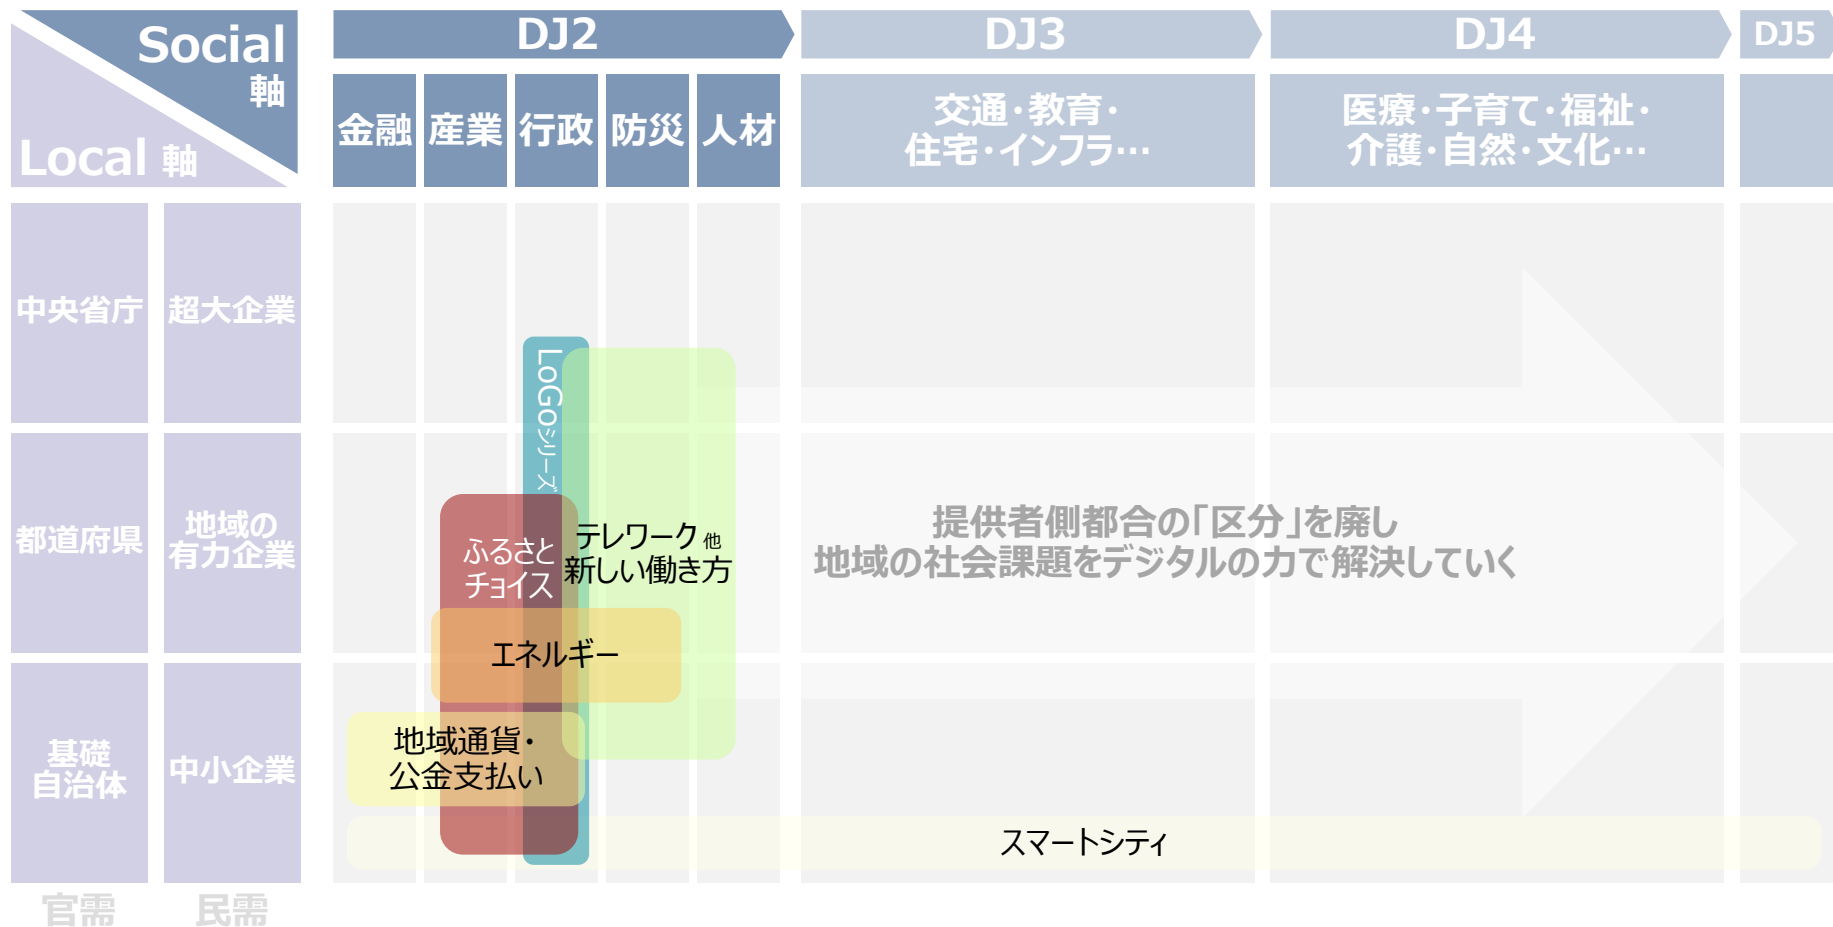 Social
軸
Local 軸
DJ2
DJ3
DJ4
DJ5
金融
産業
行政
防災
人材
交通・教育・
住宅・インフラ…
医療・子育て・福祉・
介護・自然・文化…
中央省庁
超大企業
都道府県
地域の
有力企業
基礎
自治体
中小企業
官需
民需
LoGoシリーズ
ふるさと
チョイス
テレワーク 他
新しい働き方
エネルギー
地域通貨・
公金支払い
スマートシティ
提供者側都合の「区分」を廃し
地域の社会課題をデジタルの力で解決していく